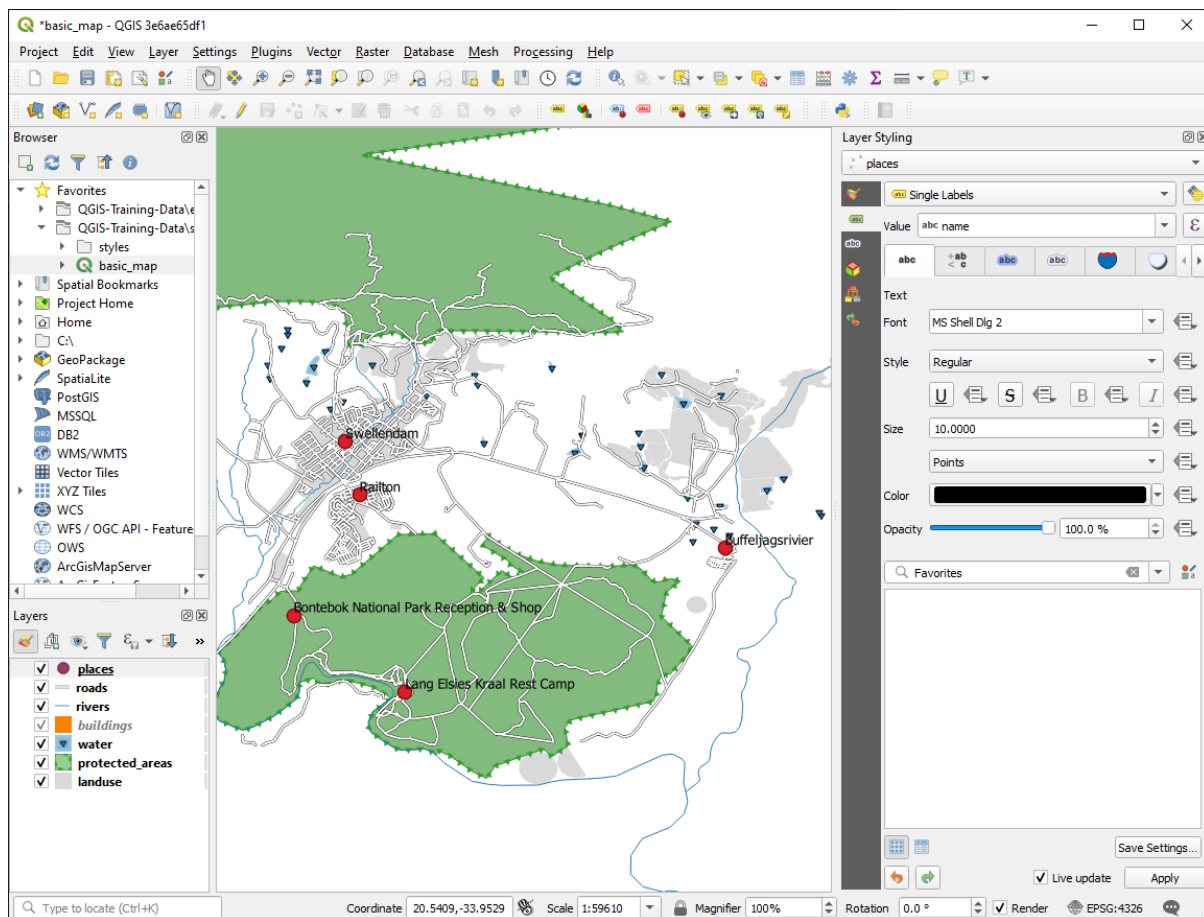 *basic_map - QGIS 3e6ae65df1
Project Edit View Layer Settings Plugins Vector Raster Database Mesh Processing Help
Browser
Favorites
QGIS-Training-Data\e
QGIS-Training-Data\s
styles
basic_map
Spatial Bookmarks
Project Home
Home
C:\
GeoPackage
SpatiaLite
PostGIS
MSSQL
DB2
WMS/WMTS
Vector Tiles
XYZ Tiles
WCS
WFS / OGC API - Feature
OWS
ArcGisMapServer
Layers
places
roads
rivers
buildings
water
protected_areas
landuse
Swellendam
Railton
Buffeljagsrivier
Bontebok National Park Reception & Shop
Lang Elsies Kraal Rest Camp
Layer Styling
places
Single Labels
Value abc name
abc
Text
Font MS Shell Dlg 2
Style Regular
U S B I
Size 10.0000
Points
Color
Opacity 100.0 %
Favorites
Save Settings...
Live update Apply
Type to locate (Ctrl+K) Coordinate 20.5409,-33.9529 Scale 1:59610 Magnifier 100% Rotation 0.0 ° Render EPSG:4326